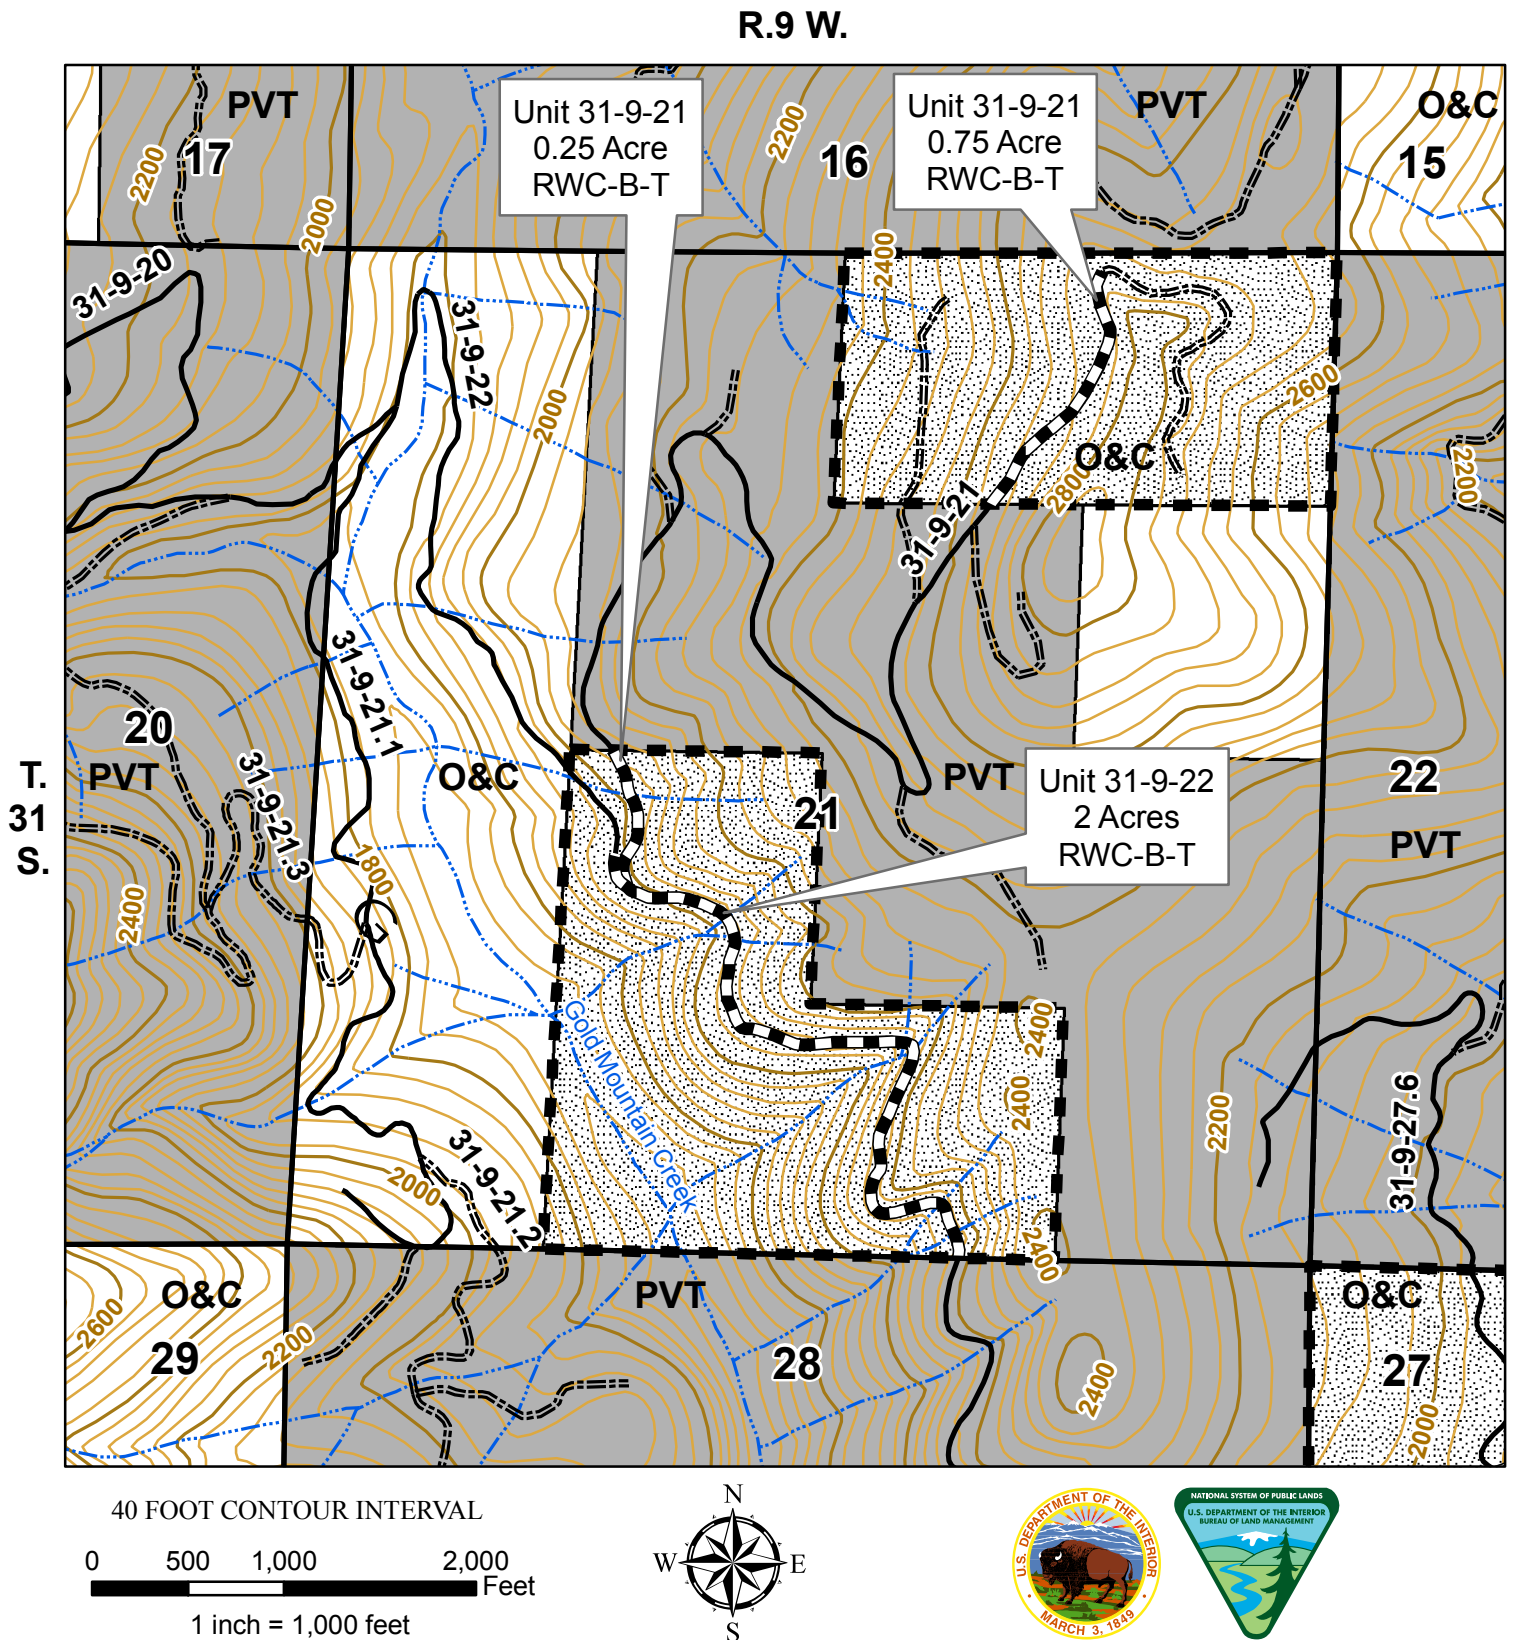 R.9 W.
PVT
17
2200
2000
Unit 31-9-21
0.25 Acre
RWC-B-T
2200
16
Unit 31-9-21
0.75 Acre
RWC-B-T
PVT
O&C
15
31-9-20
31-9-22
2000
2400
2600
O&C
2800
2200
31-9-21
31-9-21.1
T.
31
S.
20
PVT
31-9-21.3
O&C
1800
2400
21
PVT
Unit 31-9-22
2 Acres
RWC-B-T
22
PVT
Gold Mountain Creek
2400
2400
2200
31-9-27.6
31-9-21.2
2000
2400
O&C
29
2600
2200
PVT
28
2400
O&C
27
2000
40 FOOT CONTOUR INTERVAL
0 500 1,000 2,000
Feet
1 inch = 1,000 feet
N
W E
S
U.S. DEPARTMENT OF THE INTERIOR
MARCH 3, 1849
NATIONAL SYSTEM OF PUBLIC LANDS
U.S. DEPARTMENT OF THE INTERIOR
BUREAU OF LAND MANAGEMENT